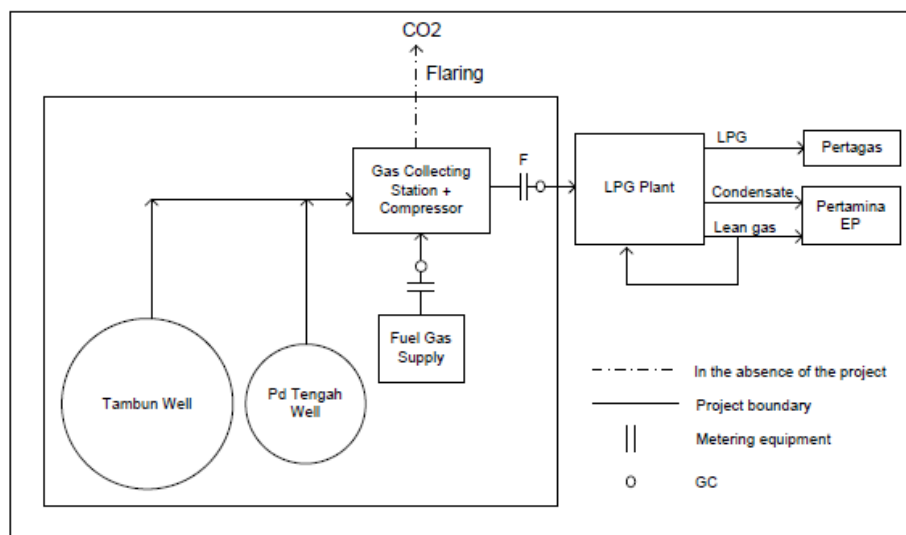 CO2
Flaring
F
Gas Collecting
Station +
Compressor
LPG Plant
LPG
Pertagas
Condensate
Pertamina
EP
Lean gas
Fuel Gas
Supply
Tambun Well
Pd Tengah
Well
In the absence of the project
Project boundary
Metering equipment
GC